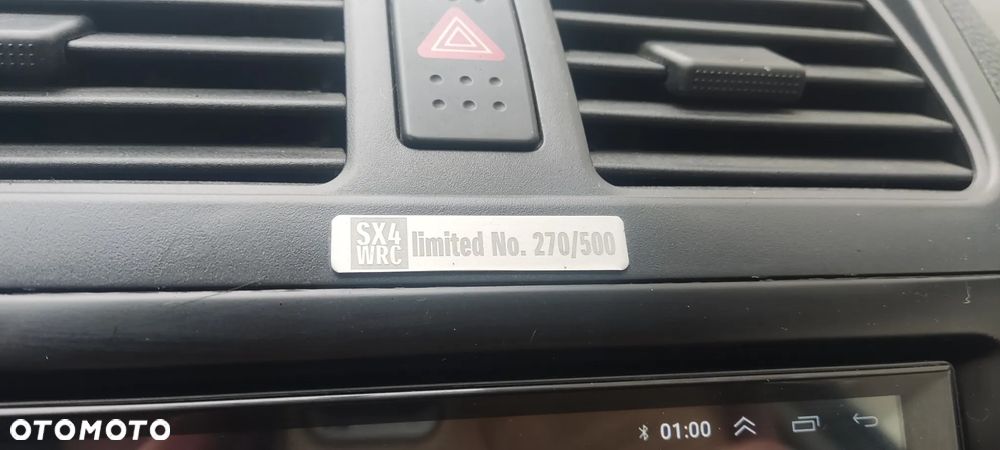 SX4
WRC
limited No. 270/500
01:00
OTOMOTO